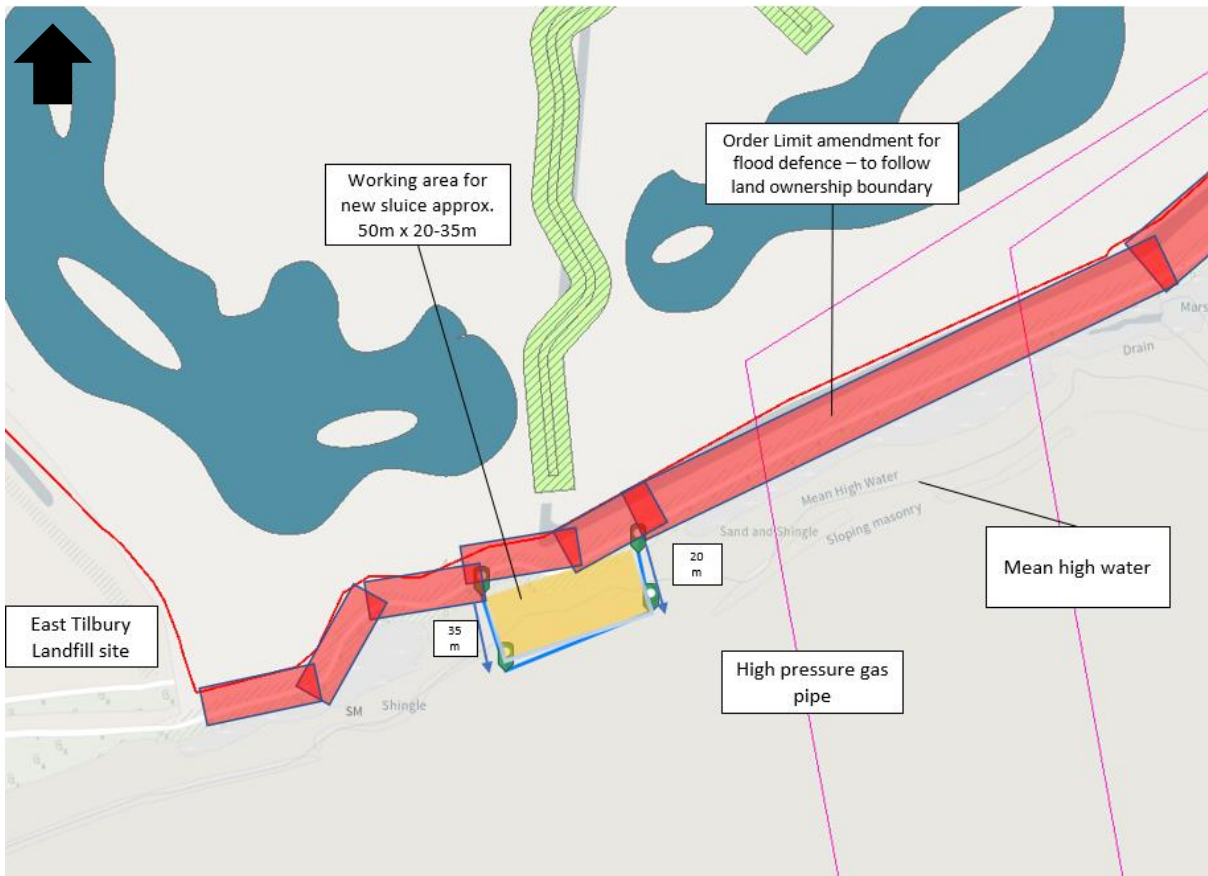 Order Limit amendment for
flood defence – to follow
land ownership boundary
Working area for
new sluice approx.
50m x 20-35m
Mars
Drain
Mean High Water
Sand and Shingle
Sloping masonry
Mean high water
20
m
East Tilbury
Landfill site
35
m
High pressure gas
pipe
SM
Shingle